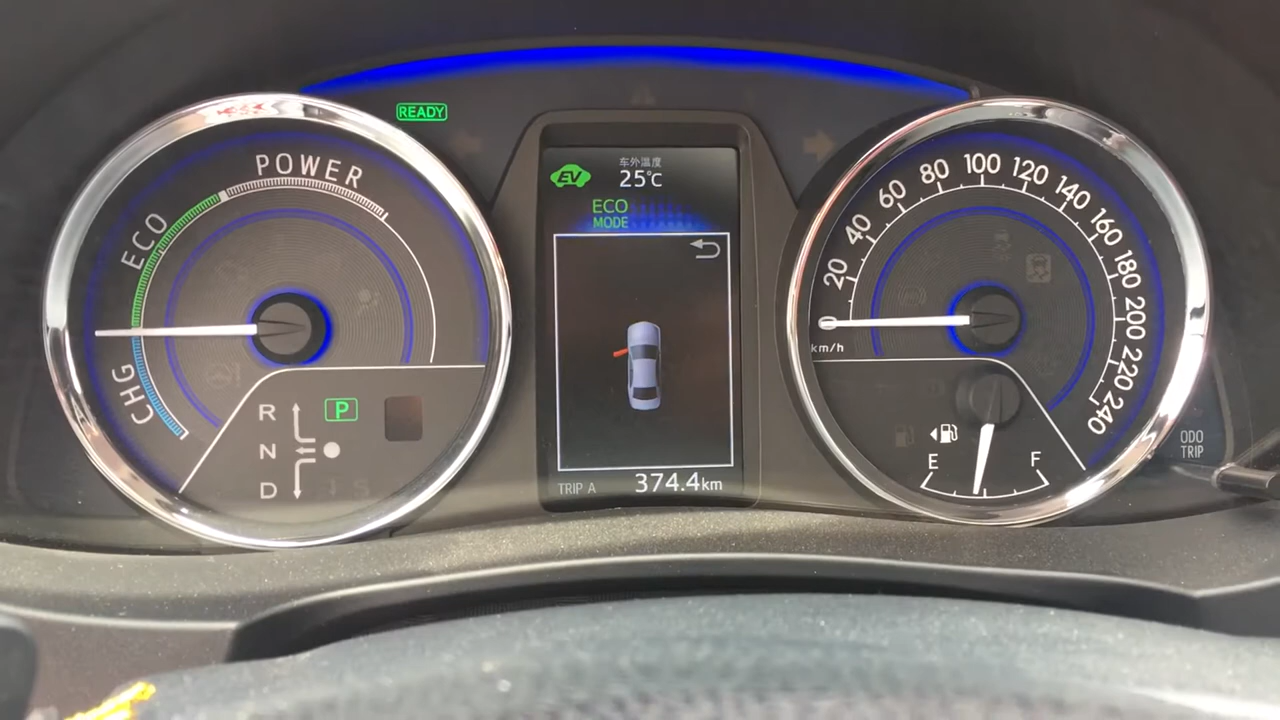 READY
POWER
ECO
CHG
R
N
D
P
EV
车外温度
25℃
ECO
MODE
TRIP A 374.4km
0
20
40
60
80
100
120
140
160
180
200
220
240
km/h
E
F
ODO
TRIP